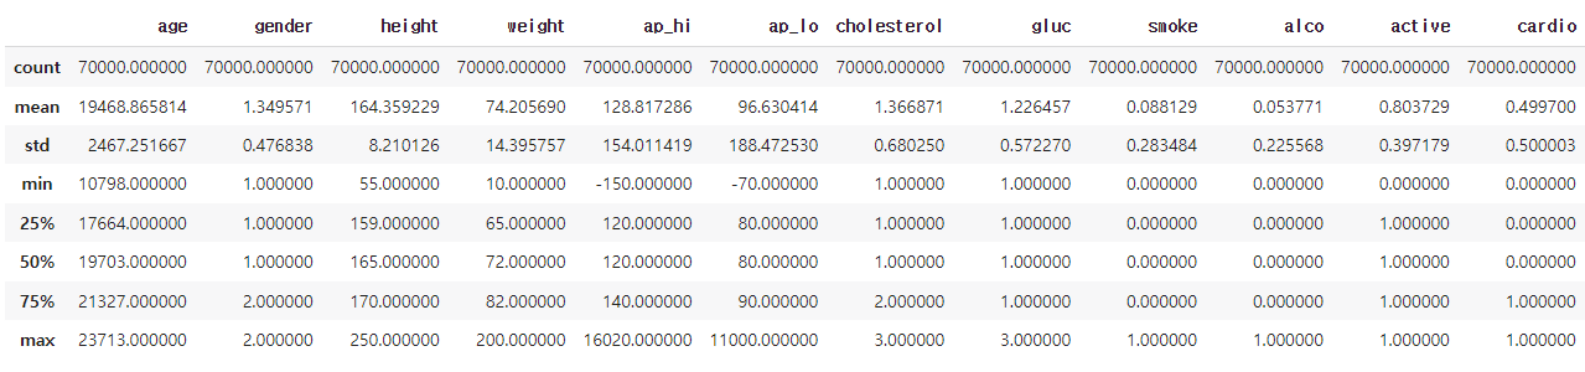 age gender height weight ap_hi ap_lo cholesterol gluc smoke alco active cardio
count 70000.000000 70000.000000 70000.000000 70000.000000 70000.000000 70000.000000 70000.000000 70000.000000 70000.000000 70000.000000 70000.000000 70000.000000
mean 19468.865814 1.349571 164.359229 74.205690 128.817286 96.630414 1.366871 1.226457 0.088129 0.053771 0.803729 0.499700
std 2467.251667 0.476838 8.210126 14.395757 154.011419 188.472530 0.680250 0.572270 0.283484 0.225568 0.397179 0.500003
min 10798.000000 1.000000 55.000000 10.000000 -150.000000 -70.000000 1.000000 1.000000 0.000000 0.000000 0.000000 0.000000
25% 17664.000000 1.000000 159.000000 65.000000 120.000000 80.000000 1.000000 1.000000 0.000000 0.000000 1.000000 0.000000
50% 19703.000000 1.000000 165.000000 72.000000 120.000000 80.000000 1.000000 1.000000 0.000000 0.000000 1.000000 0.000000
75% 21327.000000 2.000000 170.000000 82.000000 140.000000 90.000000 2.000000 1.000000 0.000000 0.000000 1.000000 1.000000
max 23713.000000 2.000000 250.000000 200.000000 16020.000000 11000.000000 3.000000 3.000000 1.000000 1.000000 1.000000 1.000000